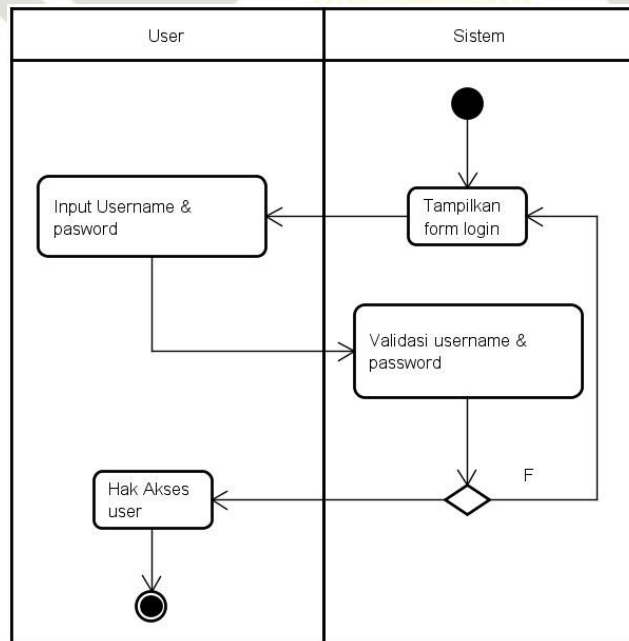 User
Sistem
Input Username &
pasword
Tampilkan
form login
Validasi username &
password
F
Hak Akses
user